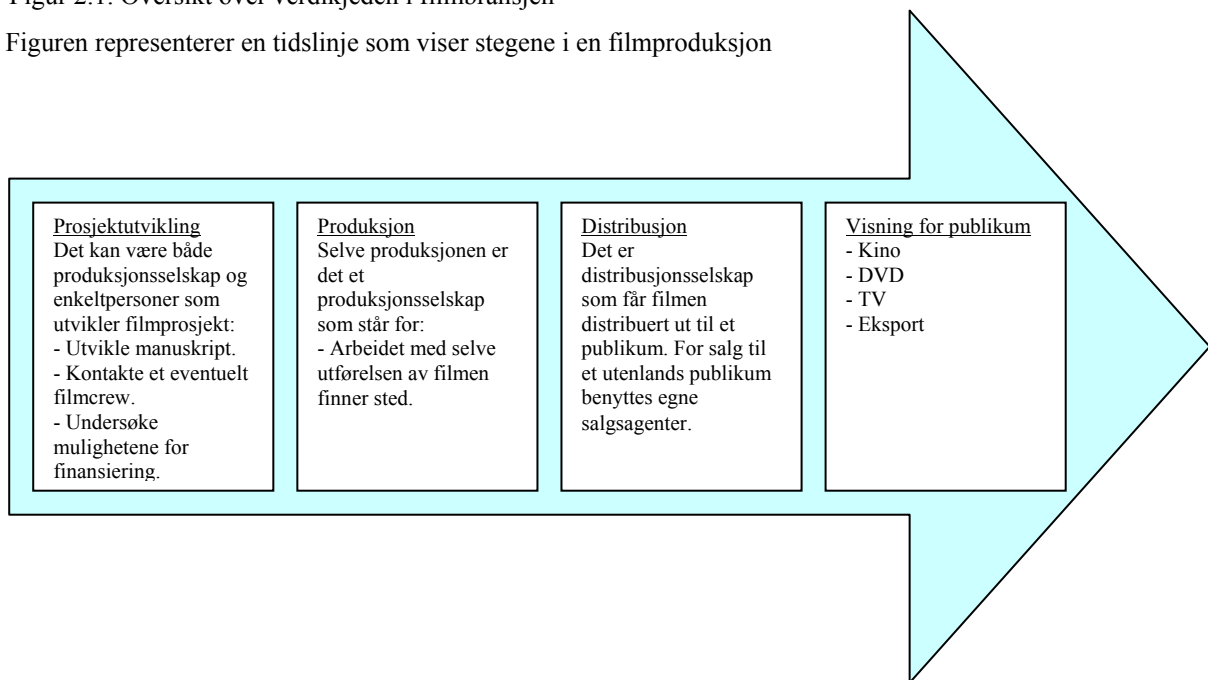 Figur 2.1: Oversikt over verdikjeden i filmbransjen
Figuren representerer en tidslinje som viser stegene i en filmproduksjon
Prosjektutvikling
Det kan være både
produksjonsselskap og
enkeltpersoner som
utvikler filmprosjekt:
- Utvikle manuskript.
- Kontakte et eventuelt
filmcrew.
- Undersøke
mulighetene for
finansiering.
Produksjon
Selve produksjonen er
det et
produksjonsselskap
som står for:
- Arbeidet med selve
utførelsen av filmen
finner sted.
Distribusjon
Det er
distribusjonsselskap
som får filmen
distribuert ut til et
publikum. For salg til
et utenlands publikum
benyttes egne
salgsagenter.
Visning for publikum
- Kino
- DVD
- TV
- Eksport